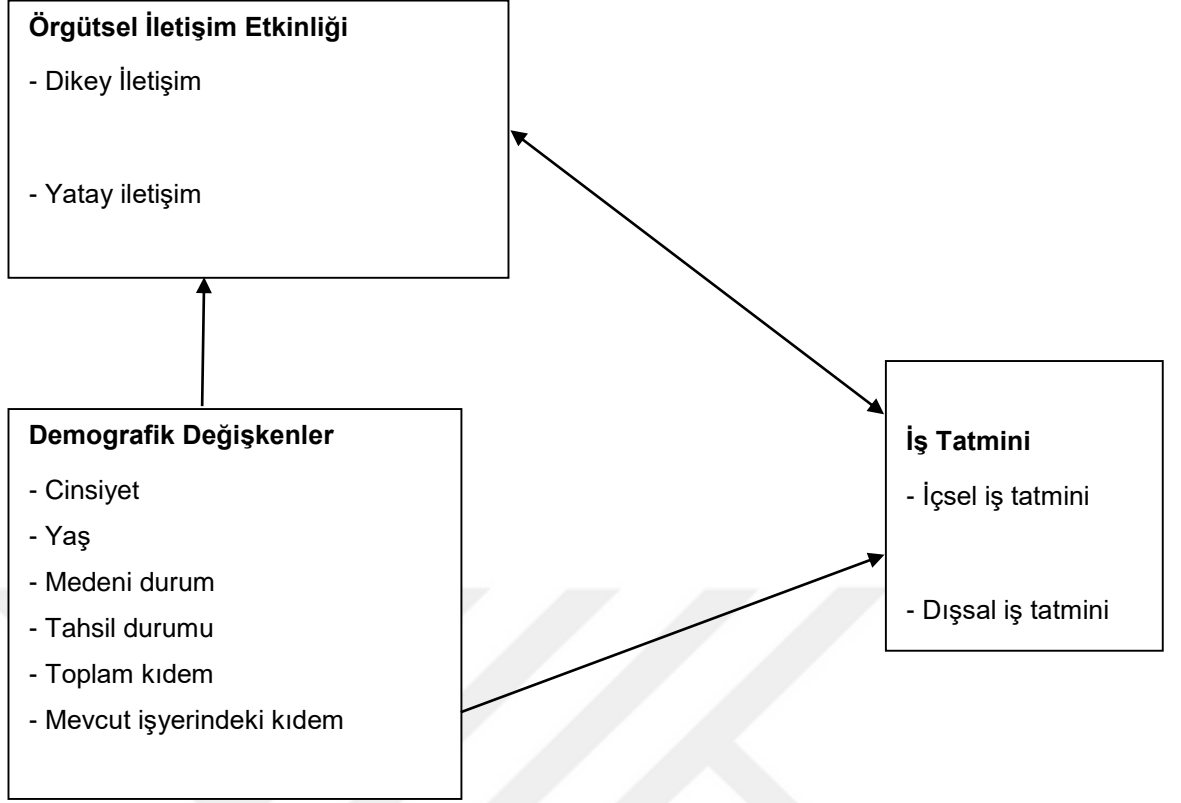 Örgütsel İletişim Etkinliği
- Dikey İletişim
- Yatay iletişim
Demografik Değişkenler
- Cinsiyet
- Yaş
- Medeni durum
- Tahsil durumu
- Toplam kıdem
- Mevcut işyerindeki kıdem
İş Tatmini
- İçsel iş tatmini
- Dışsal iş tatmini